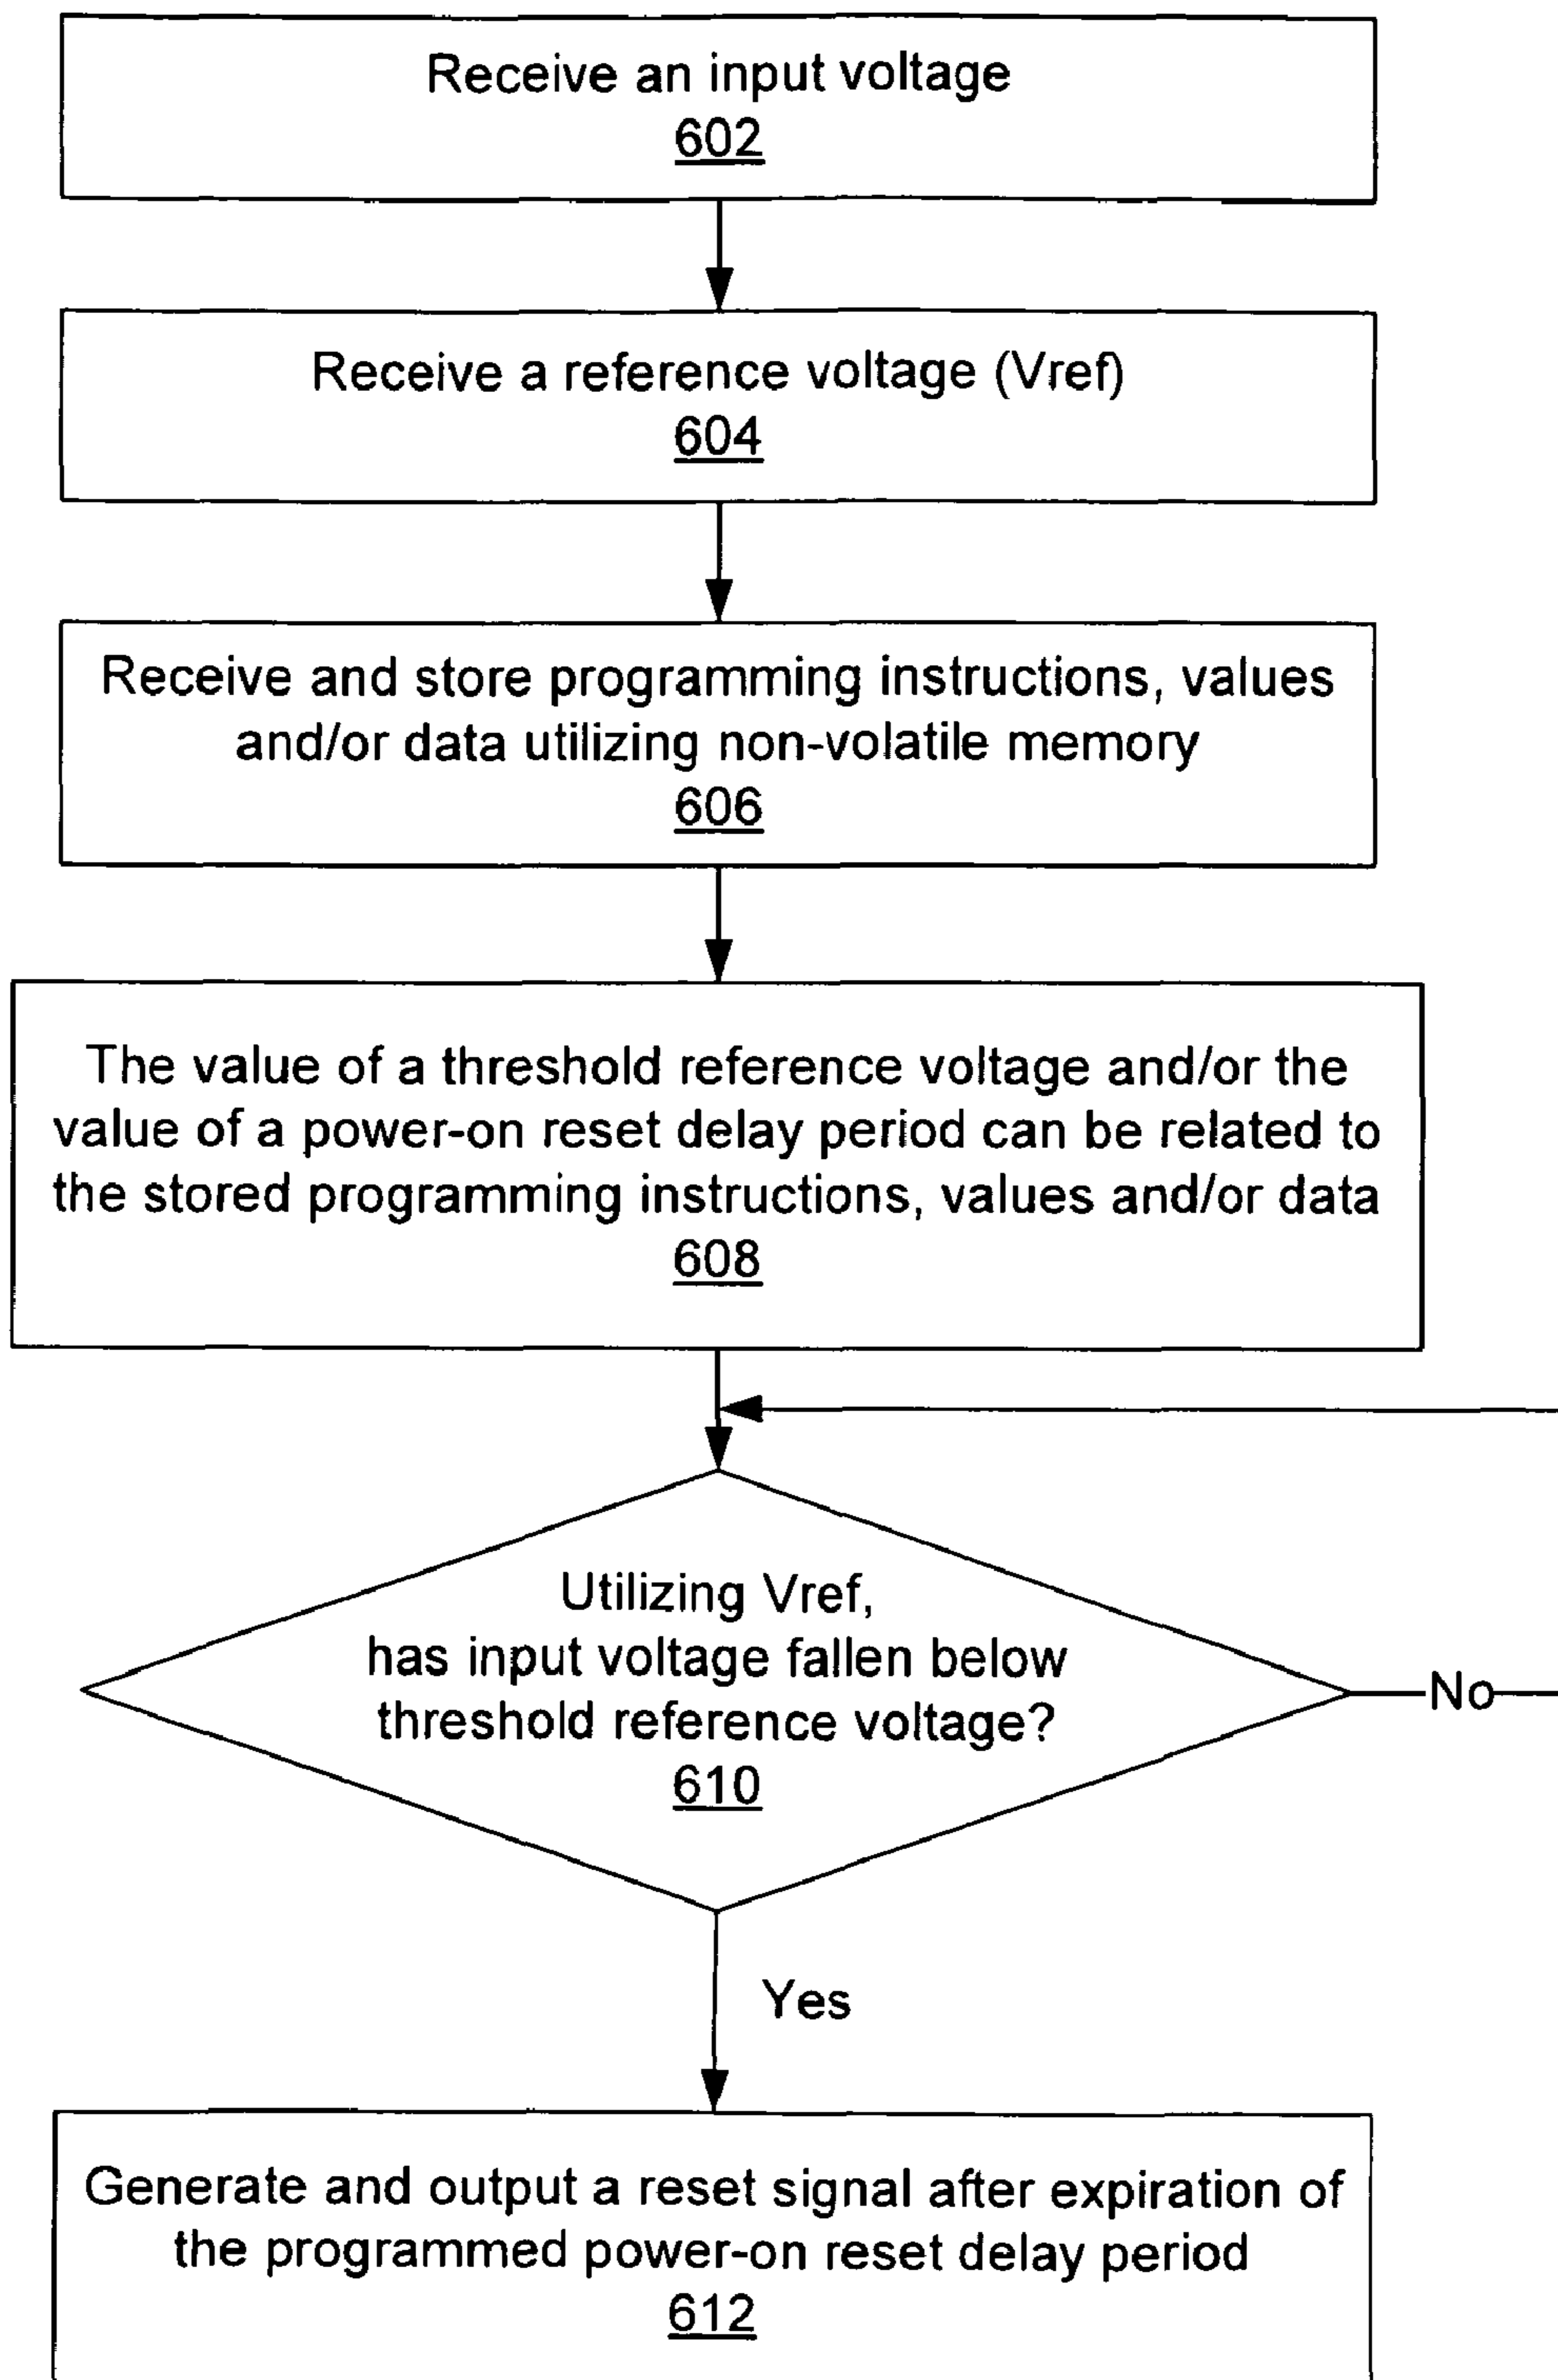 Receive an input voltage
602
Receive a reference voltage (Vref)
604
Receive and store programming instructions, values
and/or data utilizing non-volatile memory
606
The value of a threshold reference voltage and/or the
value of a power-on reset delay period can be related to
the stored programming instructions, values and/or data
608
Utilizing Vref,
has input voltage fallen below
threshold reference voltage?
610
No
Yes
Generate and output a reset signal after expiration of
the programmed power-on reset delay period
612